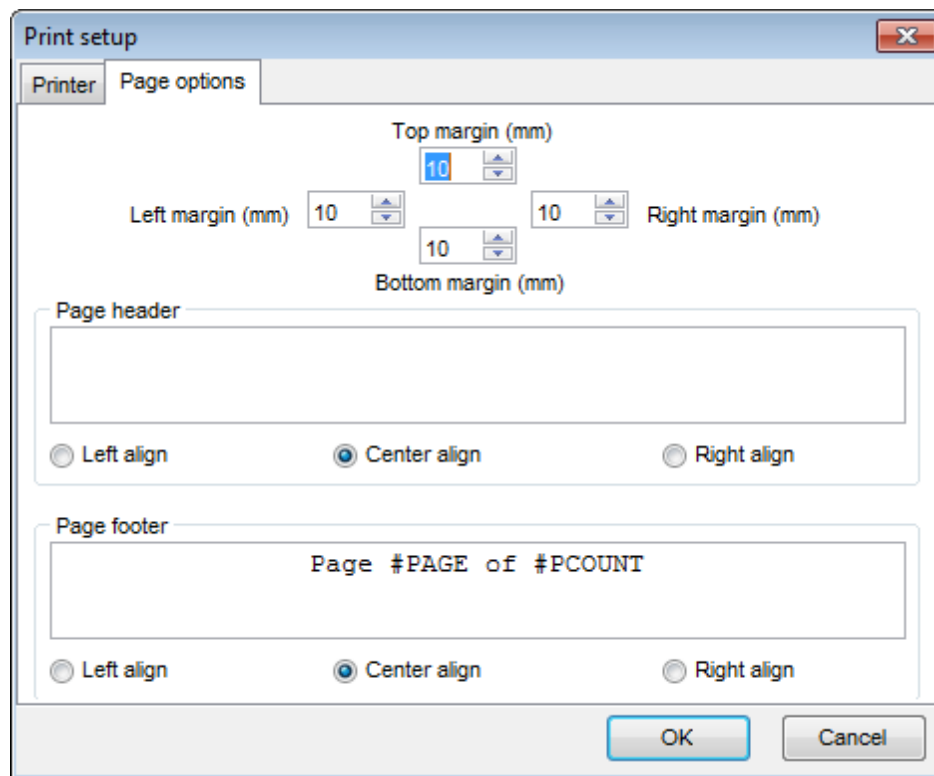 Print setup
Printer Page options
Top margin (mm)
10
Left margin (mm) 10 10 Right margin (mm)
10
Bottom margin (mm)
Page header
Left align Center align Right align
Page footer
Page #PAGE of #PCOUNT
Left align Center align Right align
OK Cancel